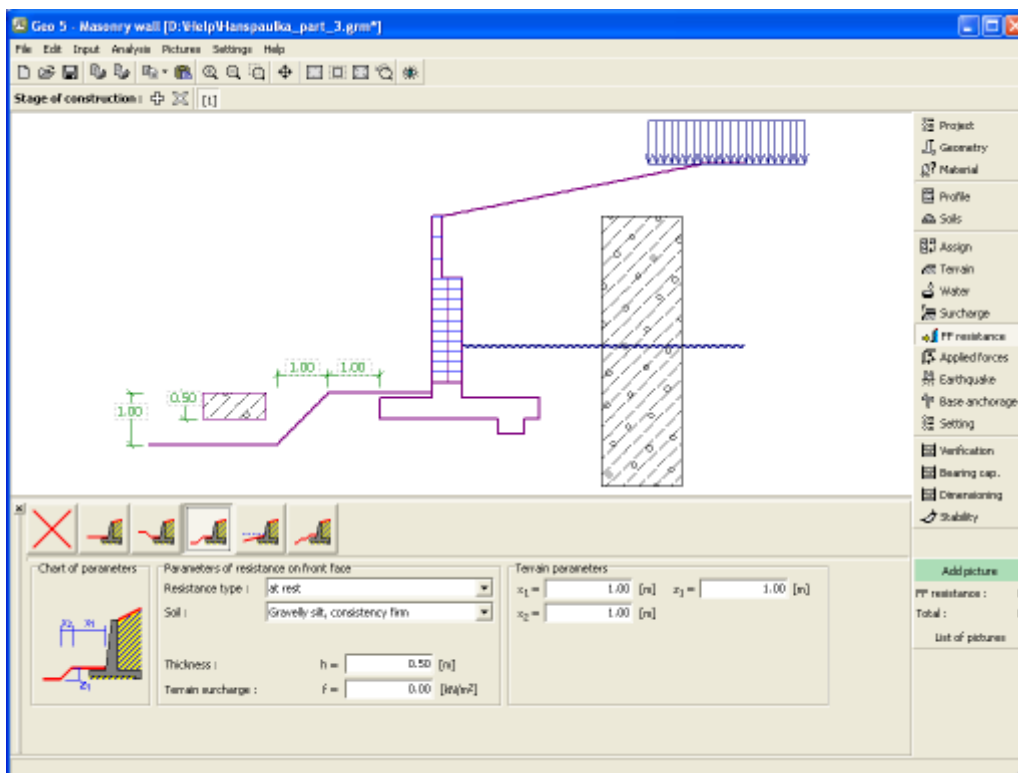 Geo 5 - Masonry wall [D:\Help\Hanspaulka_part_3.grm*]
File Edit Input Analysis Pictures Settings Help
Stage of construction : [1]
Project
Geometry
Material
Profile
Soils
Assign
Terrain
Water
Surcharge
FF resistance
Applied forces
Earthquake
Base anchorage
Setting
Verification
Bearing cap.
Dimensioning
Stability
1.00 1.00
0.50
1.00
Chart of parameters
x2 x1
z1
Parameters of resistance on front face
Resistance type : at rest
Soil : Gravelly silt, consistency firm
Thickness : h = 0.50 [m]
Terrain surcharge : f = 0.00 [kN/m²]
Terrain parameters
x1 = 1.00 [m] z1 = 1.00 [m]
x2 = 1.00 [m]
Add picture
FF resistance :
Total :
List of pictures